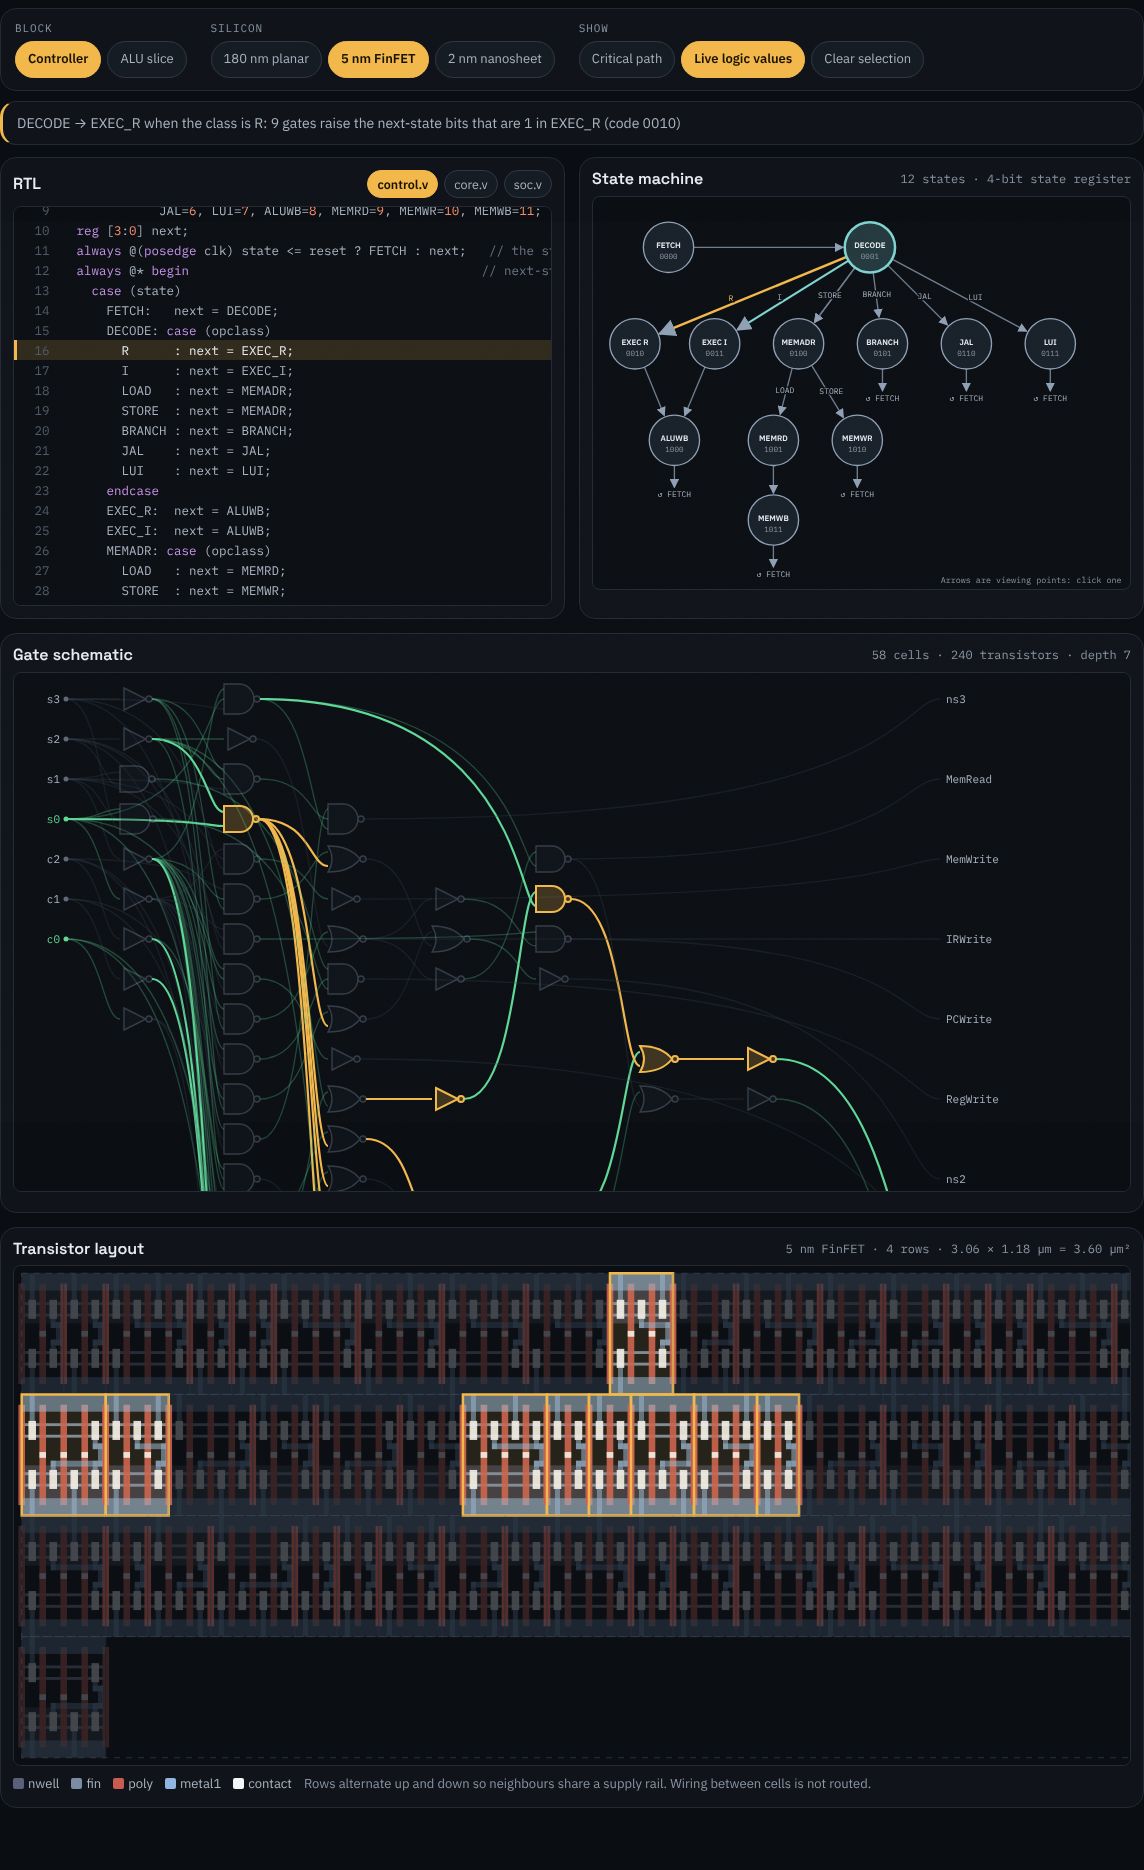 BLOCK
SILICON
SHOW
Controller
ALU slice
180 nm planar
5 nm FinFET
2 nm nanosheet
Critical path
Live logic values
Clear selection
DECODE → EXEC_R when the class is R: 9 gates raise the next-state bits that are 1 in EXEC_R (code 0010)
RTL
control.v
core.v
soc.v
9 JAL=6, LUI=7, ALUWB=8, MEMRD=9, MEMWR=10, MEMWB=11;
10 reg [3:0] next;
11 always @(posedge clk) state <= reset ? FETCH : next; // the s
12 always @* begin // next-s
13 case (state)
14 FETCH: next = DECODE;
15 DECODE: case (opclass)
16 R : next = EXEC_R;
17 I : next = EXEC_I;
18 LOAD : next = MEMADR;
19 STORE : next = MEMADR;
20 BRANCH : next = BRANCH;
21 JAL : next = JAL;
22 LUI : next = LUI;
23 endcase
24 EXEC_R: next = ALUWB;
25 EXEC_I: next = ALUWB;
26 MEMADR: case (opclass)
27 LOAD : next = MEMRD;
28 STORE : next = MEMWR;
State machine
12 states · 4-bit state register
FETCH
0000
DECODE
0001
R
I
STORE
BRANCH
JAL
LUI
EXEC R
0010
EXEC I
0011
MEMADR
0100
BRANCH
0101
JAL
0110
LUI
0111
LOAD
STORE
↺ FETCH
↺ FETCH
↺ FETCH
ALUWB
1000
MEMRD
1001
MEMWR
1010
↺ FETCH
↺ FETCH
MEMWB
1011
↺ FETCH
Arrows are viewing points: click one
Gate schematic
58 cells · 240 transistors · depth 7
s3
s2
s1
s0
c2
c1
c0
ns3
MemRead
MemWrite
IRWrite
PCWrite
RegWrite
ns2
Transistor layout
5 nm FinFET · 4 rows · 3.06 × 1.18 µm = 3.60 µm²
nwell
fin
poly
metal1
contact
Rows alternate up and down so neighbours share a supply rail. Wiring between cells is not routed.